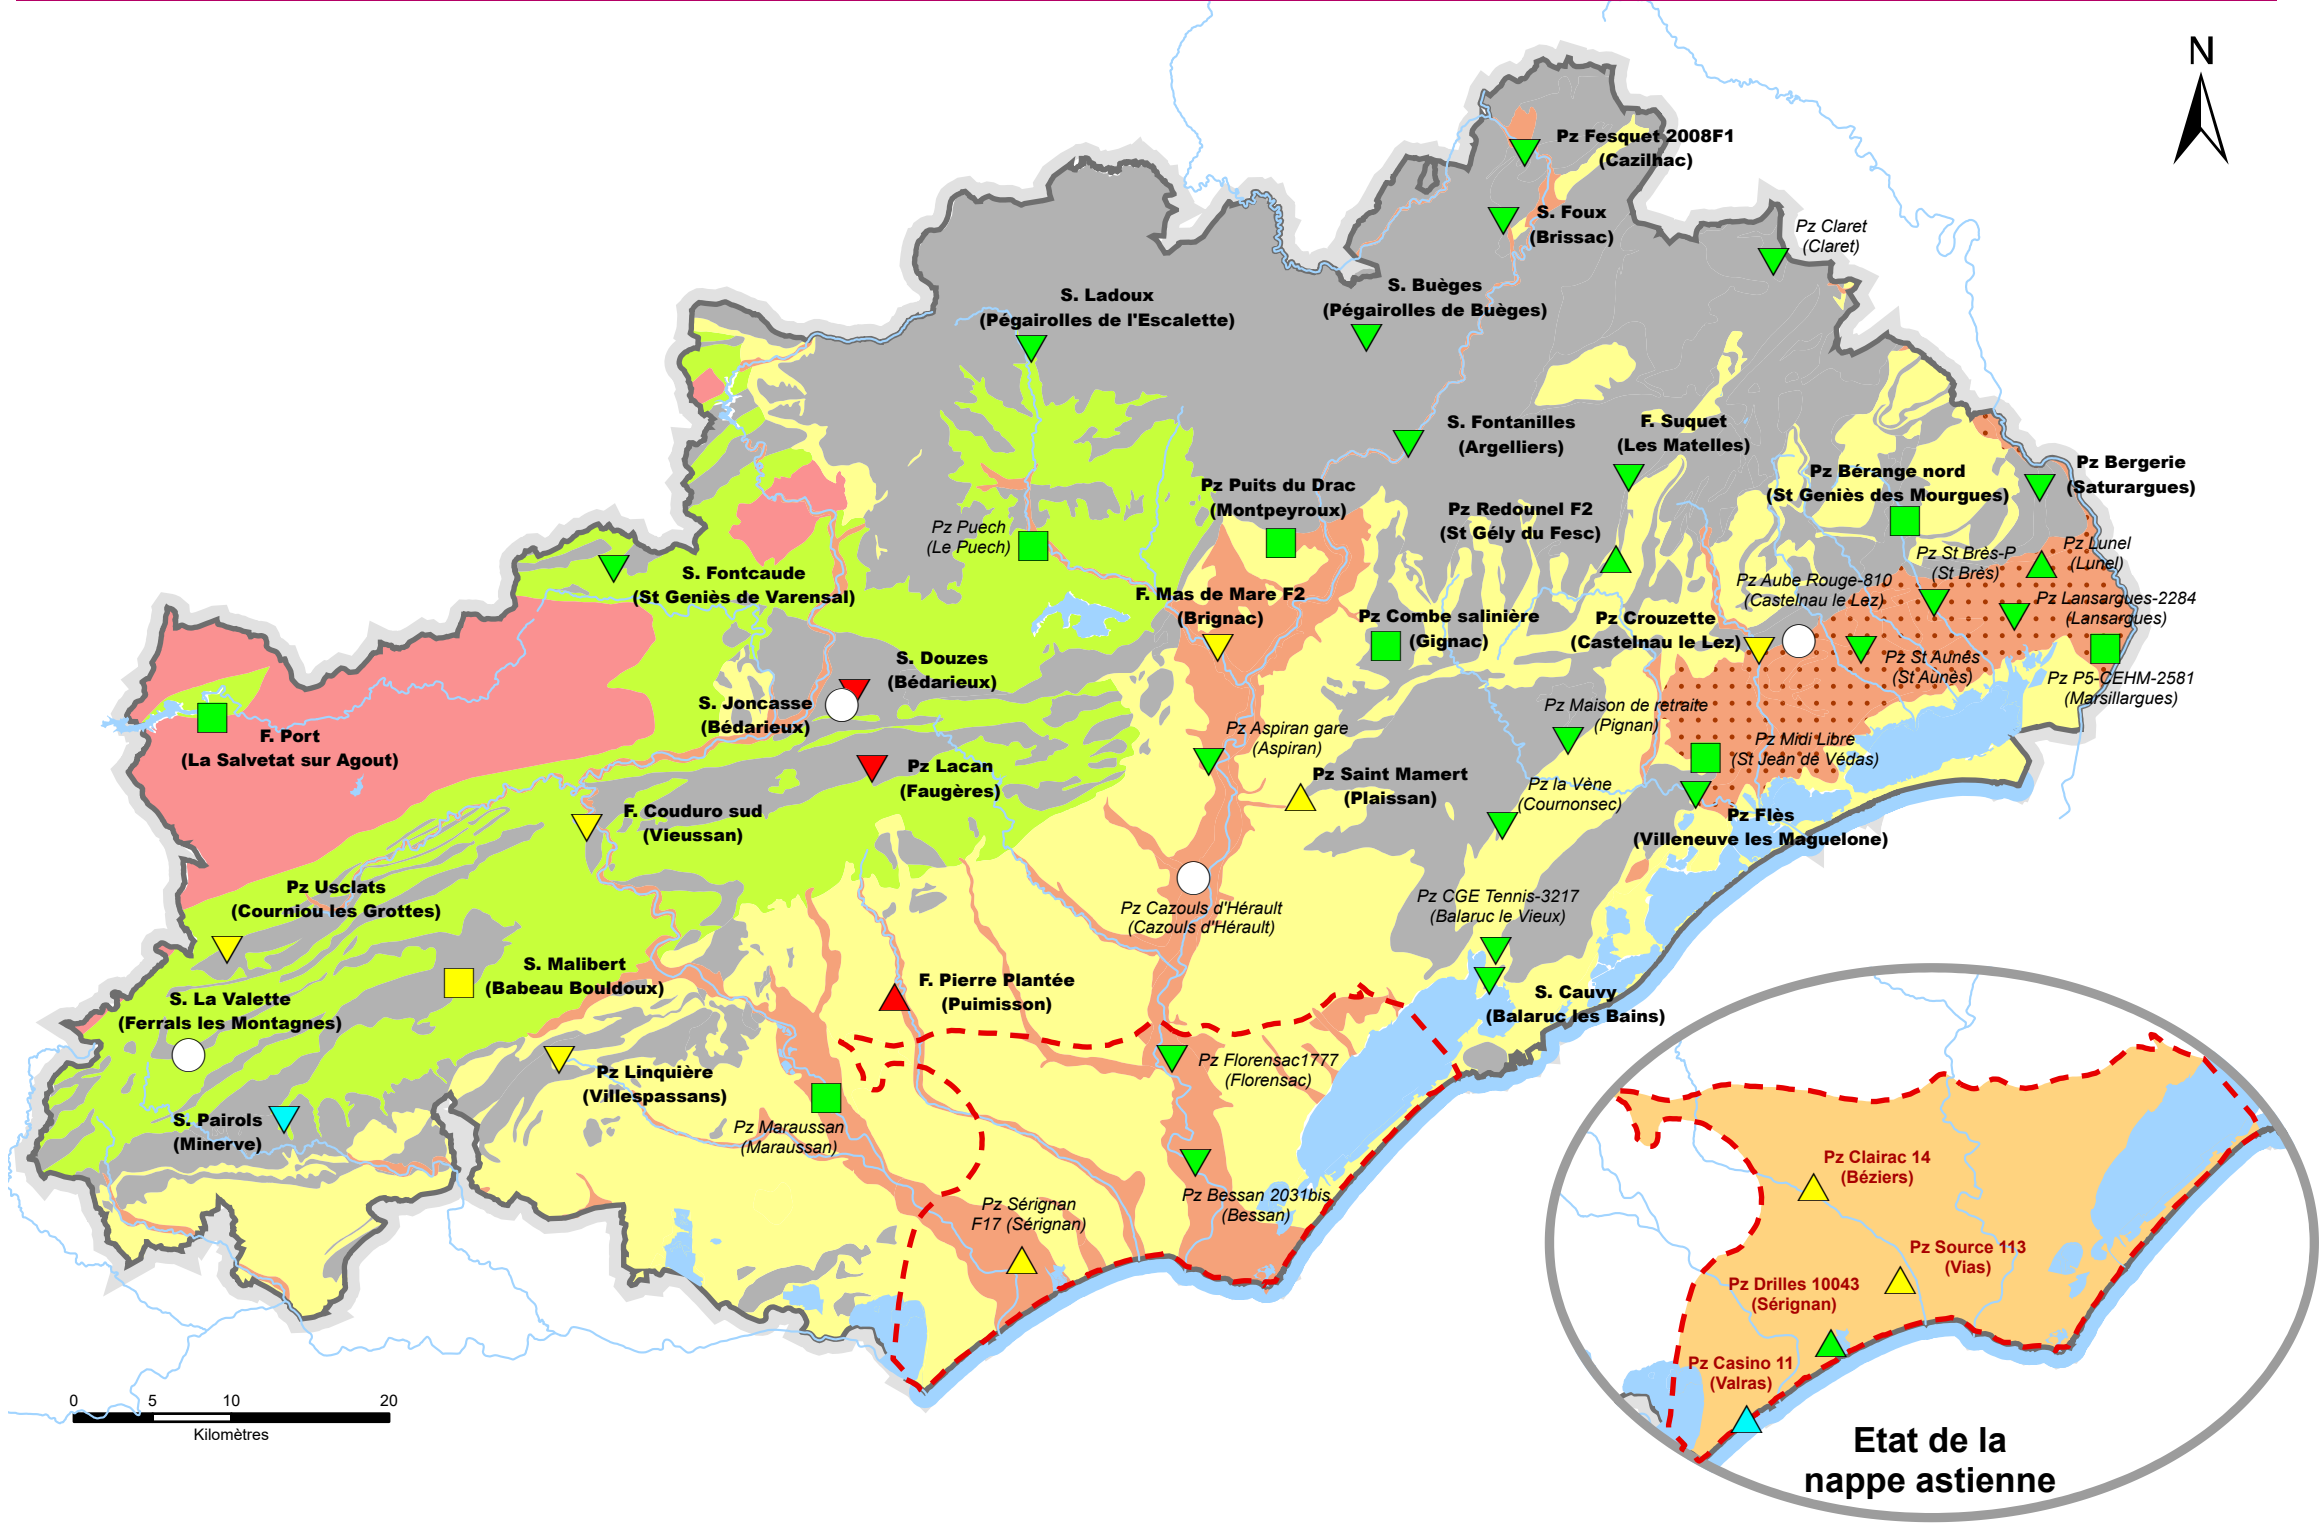 N
Pz Fesquet 2008F1
(Cazilhac)
S. Foux
(Brissac)
Pz Claret
(Claret)
S. Ladoux
(Pégairolles de l'Escalette)
S. Buèges
(Pégairolles de Buèges)
S. Fontanilles
(Argelliers)
F. Suquet
(Les Matelles)
Pz Bérange nord
(St Geniès des Mourgues)
Pz Bergerie
(Saturargues)
Pz Puits du Drac
(Montpeyroux)
Pz Redounel F2
(St Gély du Fesc)
Pz Puech
(Le Puech)
Pz St Brès-P
(St Brès)
Pz Lunel
(Lunel)
S. Fontcaude
(St Geniès de Varensal)
Pz Aube Rouge-810
(Castelnau le Lez)
F. Mas de Mare F2
(Brignac)
Pz Lansargues-2284
(Lansargues)
Pz Combe salinière
(Gignac)
Pz Crouzette
(Castelnau le Lez)
S. Douzes
(Bédarieux)
Pz St Aunès
(St Aunès)
Pz P5-CEHM-2581
(Marsillargues)
S. Joncasse
(Bédarieux)
Pz Maison de retraite
(Pignan)
F. Port
(La Salvetat sur Agout)
Pz Aspiran gare
(Aspiran)
Pz Midi Libre
(St Jean de Védas)
Pz Lacan
(Faugères)
Pz Saint Mamert
(Plaissan)
Pz la Vène
(Cournonsec)
F. Couduro sud
(Vieussan)
Pz Flès
(Villeneuve les Maguelone)
Pz Usclats
(Courniou les Grottes)
Pz CGE Tennis-3217
(Balaruc le Vieux)
Pz Cazouls d'Hérault
(Cazouls d'Hérault)
S. Malibert
(Babeau Bouldoux)
F. Pierre Plantée
(Puimisson)
S. La Valette
(Ferrals les Montagnes)
S. Cauvy
(Balaruc les Bains)
Pz Florensac1777
(Florensac)
Pz Linquière
(Villespassans)
S. Pairols
(Minerve)
Pz Maraussan
(Maraussan)
Pz Bessan 2031bis
(Bessan)
Pz Sérignan
F17 (Sérignan)
Pz Clairac 14
(Béziers)
Pz Source 113
(Vias)
Pz Drilles 10043
(Sérignan)
Pz Casino 11
(Valras)
0 5 10 20
Kilomètres
Etat de la
nappe astienne